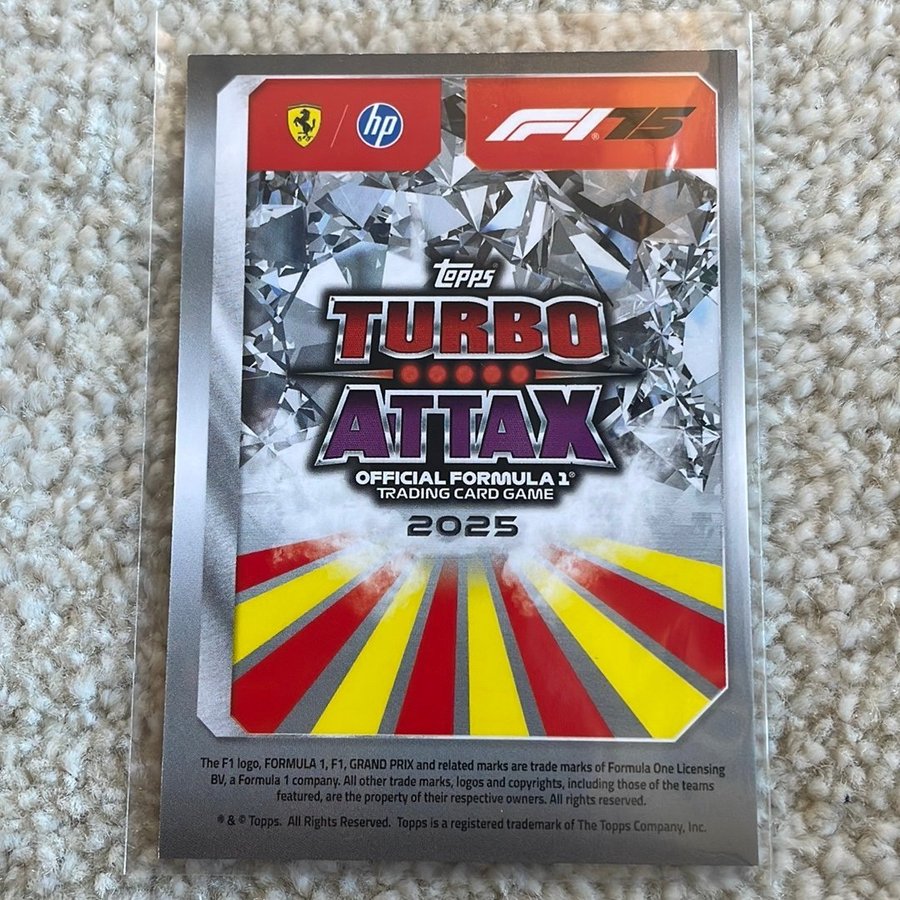 hp
F1® 75
topps
TURBO
ATTAX
OFFICIAL FORMULA 1®
TRADING CARD GAME
2025
The F1 logo, FORMULA 1, F1, GRAND PRIX and related marks are trade marks of Formula One Licensing
BV, a Formula 1 company. All other trade marks, logos and copyrights, including those of the teams
featured, are the property of their respective owners. All rights reserved.
® & © Topps. All Rights Reserved. Topps is a registered trademark of The Topps Company, Inc.